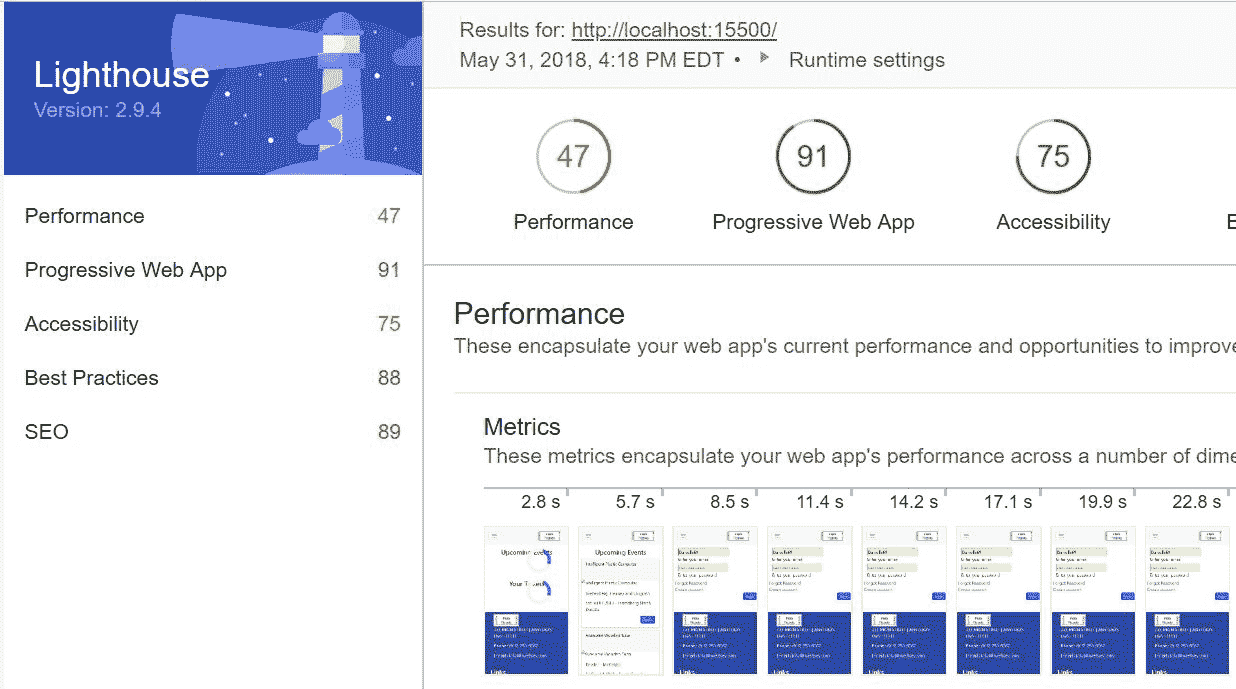 Lighthouse
Version: 2.9.4
Performance 47
Progressive Web App 91
Accessibility 75
Best Practices 88
SEO 89
Results for: http://localhost:15500/
May 31, 2018, 4:18 PM EDT • Runtime settings
47 91 75
Performance Progressive Web App Accessibility
Performance
These encapsulate your web app's current performance and opportunities to improve
Metrics
These metrics encapsulate your web app's performance across a number of dime
2.8 s 5.7 s 8.5 s 11.4 s 14.2 s 17.1 s 19.9 s 22.8 s
Upcoming Events Upcoming Events
Your Tickets